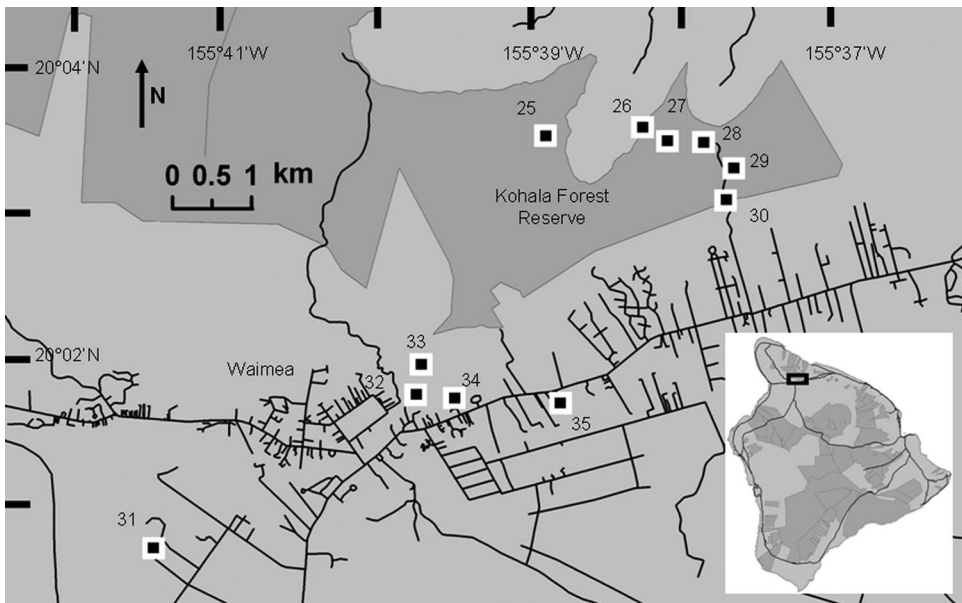 155°41'W
155°39'W
155°37'W
20°04'N
N
25
26
27
28
0 0.5 1 km
29
Kohala Forest
Reserve
30
33
20°02'N
Waimea
32
34
35
31